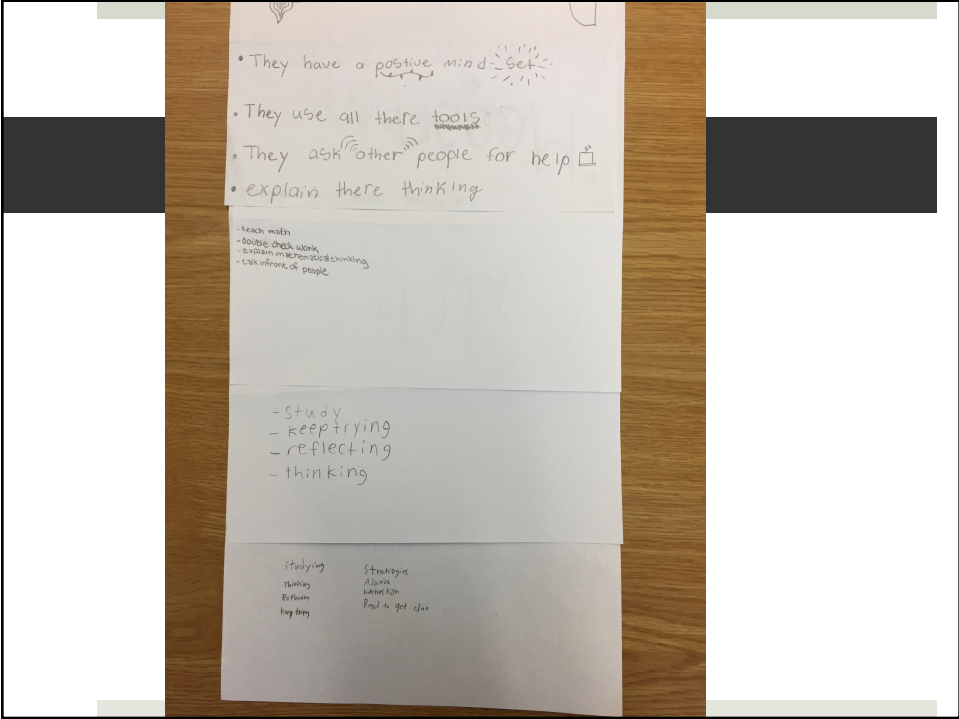 • They have a postive mind-set
• They use all there tools
• They ask other people for help
• explain there thinking
- teach math
- double check work
- explain mathematical thinking
- talk infront of people
- study
- keep trying
- reflecting
- thinking
Studying
Thinking
Keep
Strategies
Read to get clue